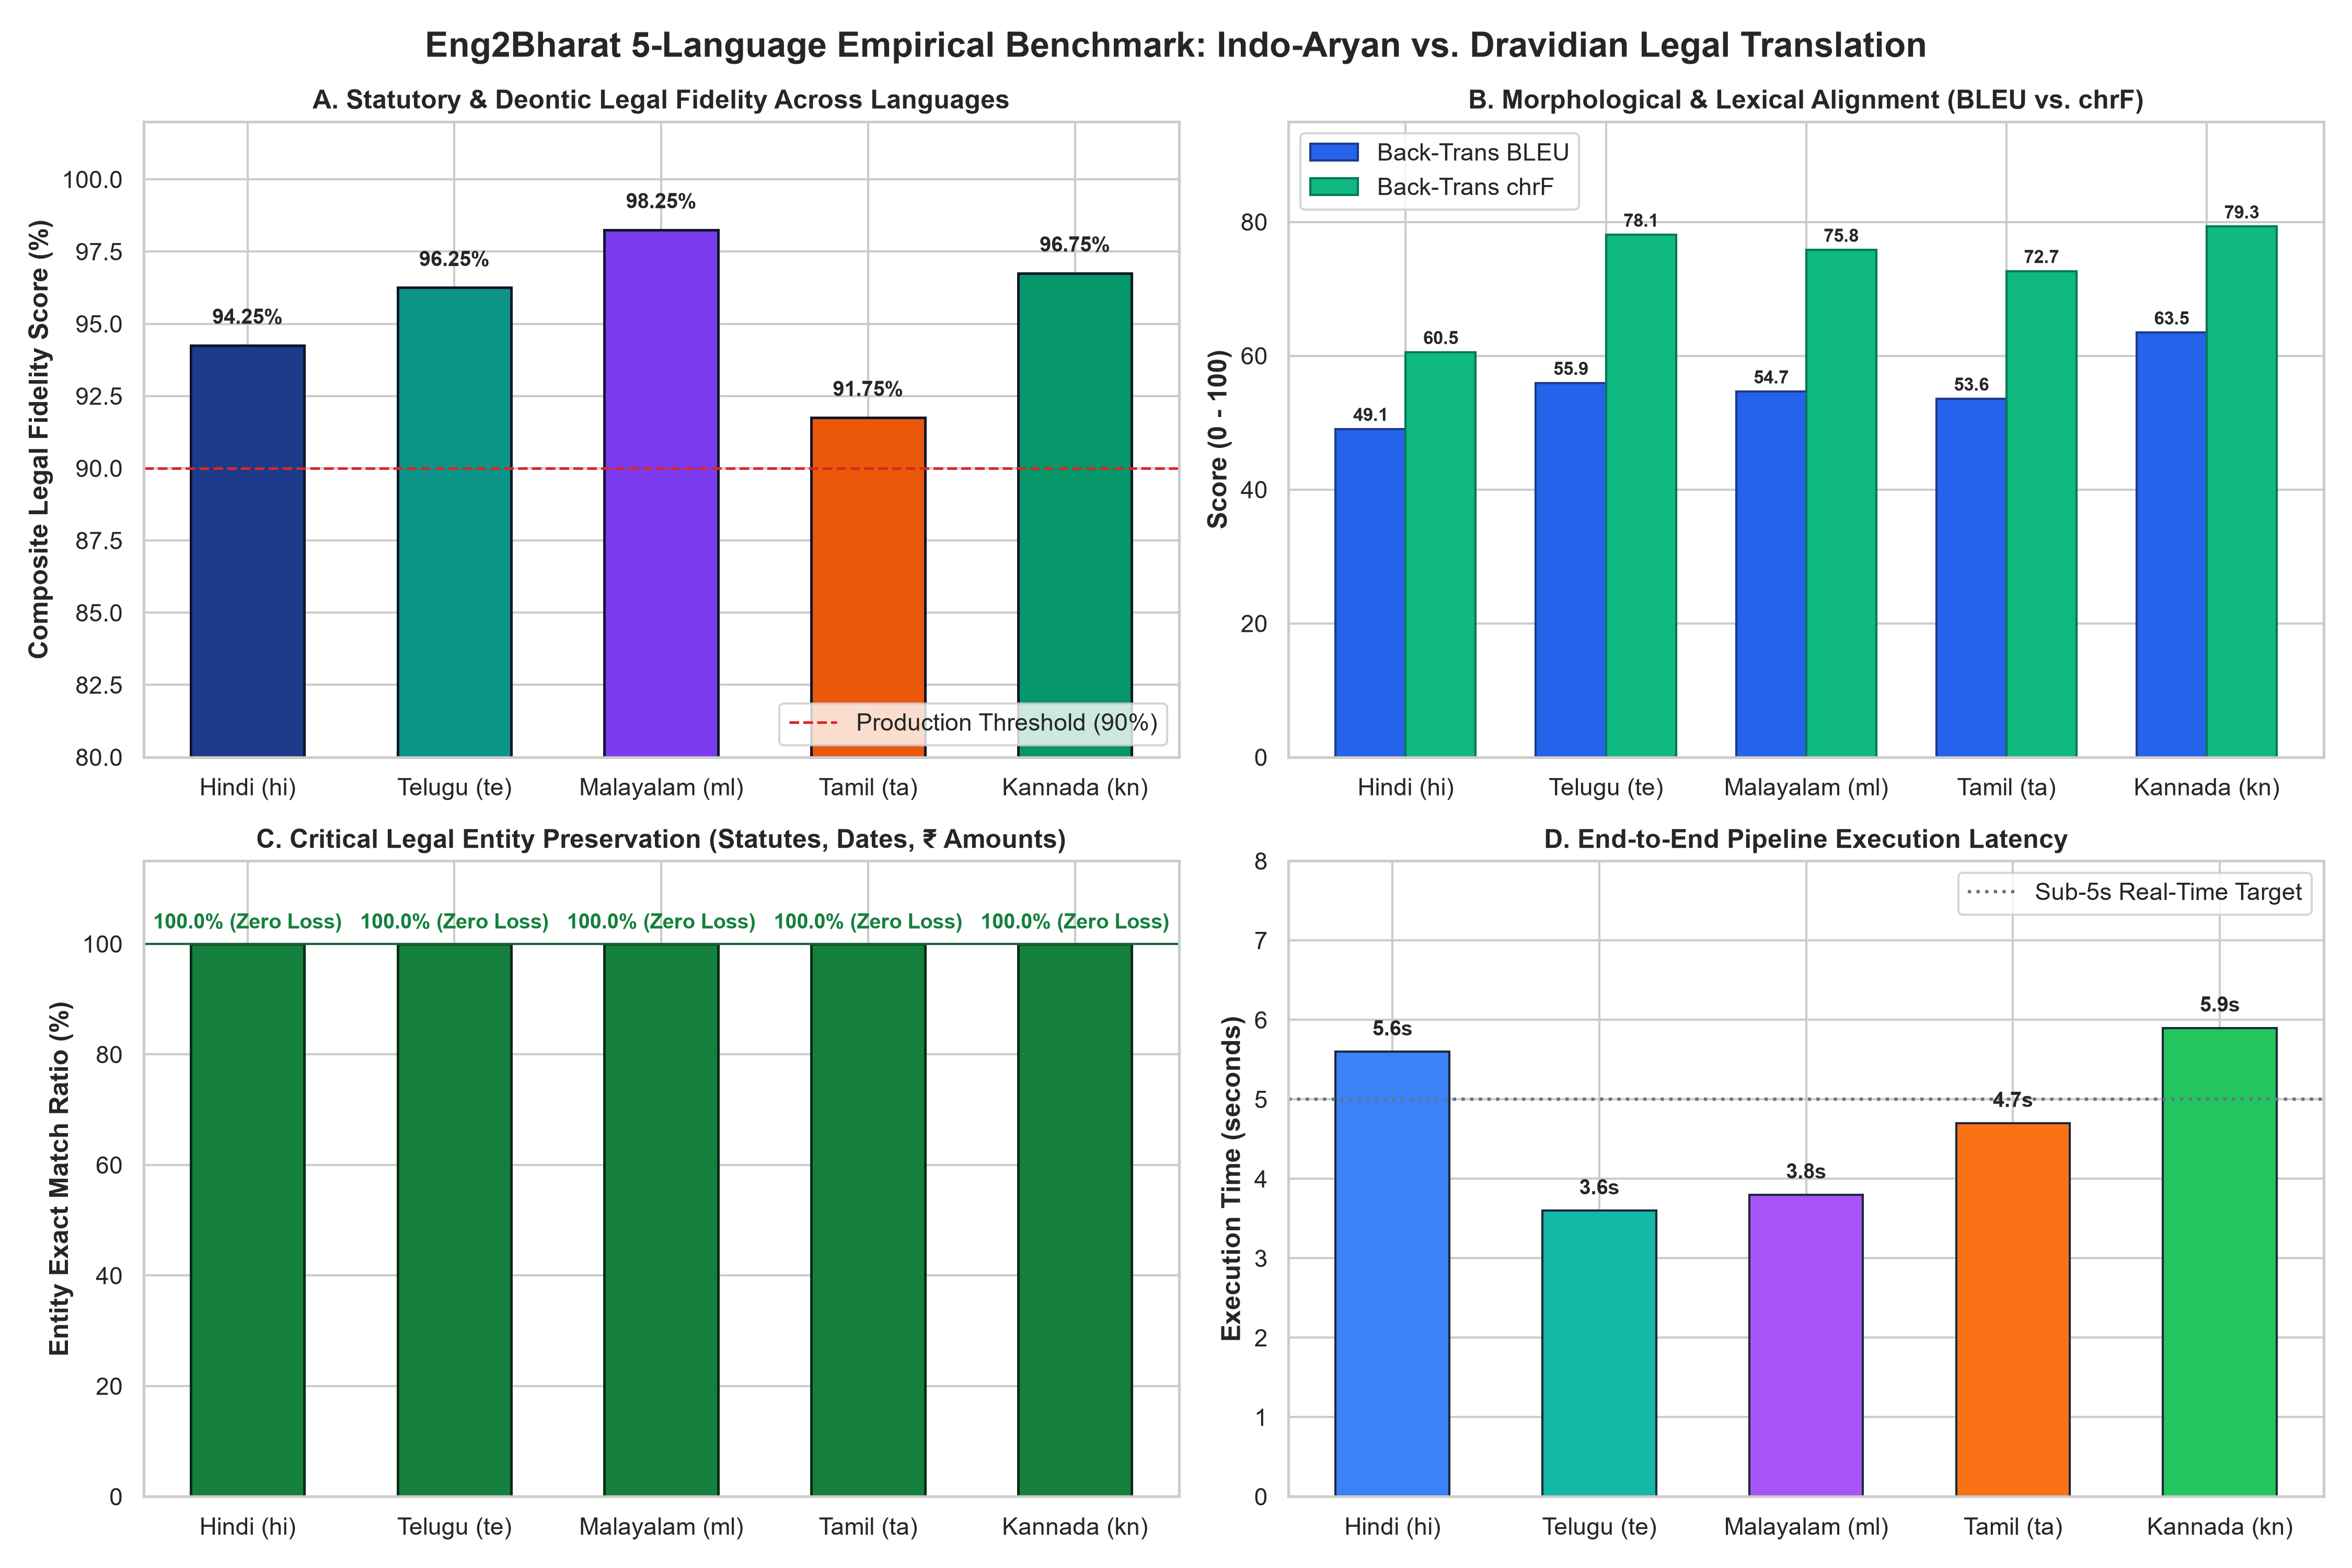 Eng2Bharat 5-Language Empirical Benchmark: Indo-Aryan vs. Dravidian Legal Translation
A. Statutory & Deontic Legal Fidelity Across Languages
Composite Legal Fidelity Score (%)
100.0
97.5
95.0
92.5
90.0
87.5
85.0
82.5
80.0
94.25%
96.25%
98.25%
91.75%
96.75%
Production Threshold (90%)
Hindi (hi)
Telugu (te)
Malayalam (ml)
Tamil (ta)
Kannada (kn)
B. Morphological & Lexical Alignment (BLEU vs. chrF)
Back-Trans BLEU
Back-Trans chrF
Score (0 - 100)
80
60
40
20
0
49.1
60.5
55.9
78.1
54.7
75.8
53.6
72.7
63.5
79.3
Hindi (hi)
Telugu (te)
Malayalam (ml)
Tamil (ta)
Kannada (kn)
C. Critical Legal Entity Preservation (Statutes, Dates, ₹ Amounts)
Entity Exact Match Ratio (%)
100
80
60
40
20
0
100.0% (Zero Loss)
100.0% (Zero Loss)
100.0% (Zero Loss)
100.0% (Zero Loss)
100.0% (Zero Loss)
Hindi (hi)
Telugu (te)
Malayalam (ml)
Tamil (ta)
Kannada (kn)
D. End-to-End Pipeline Execution Latency
Sub-5s Real-Time Target
Execution Time (seconds)
8
7
6
5
4
3
2
1
0
5.6s
3.6s
3.8s
4.7s
5.9s
Hindi (hi)
Telugu (te)
Malayalam (ml)
Tamil (ta)
Kannada (kn)